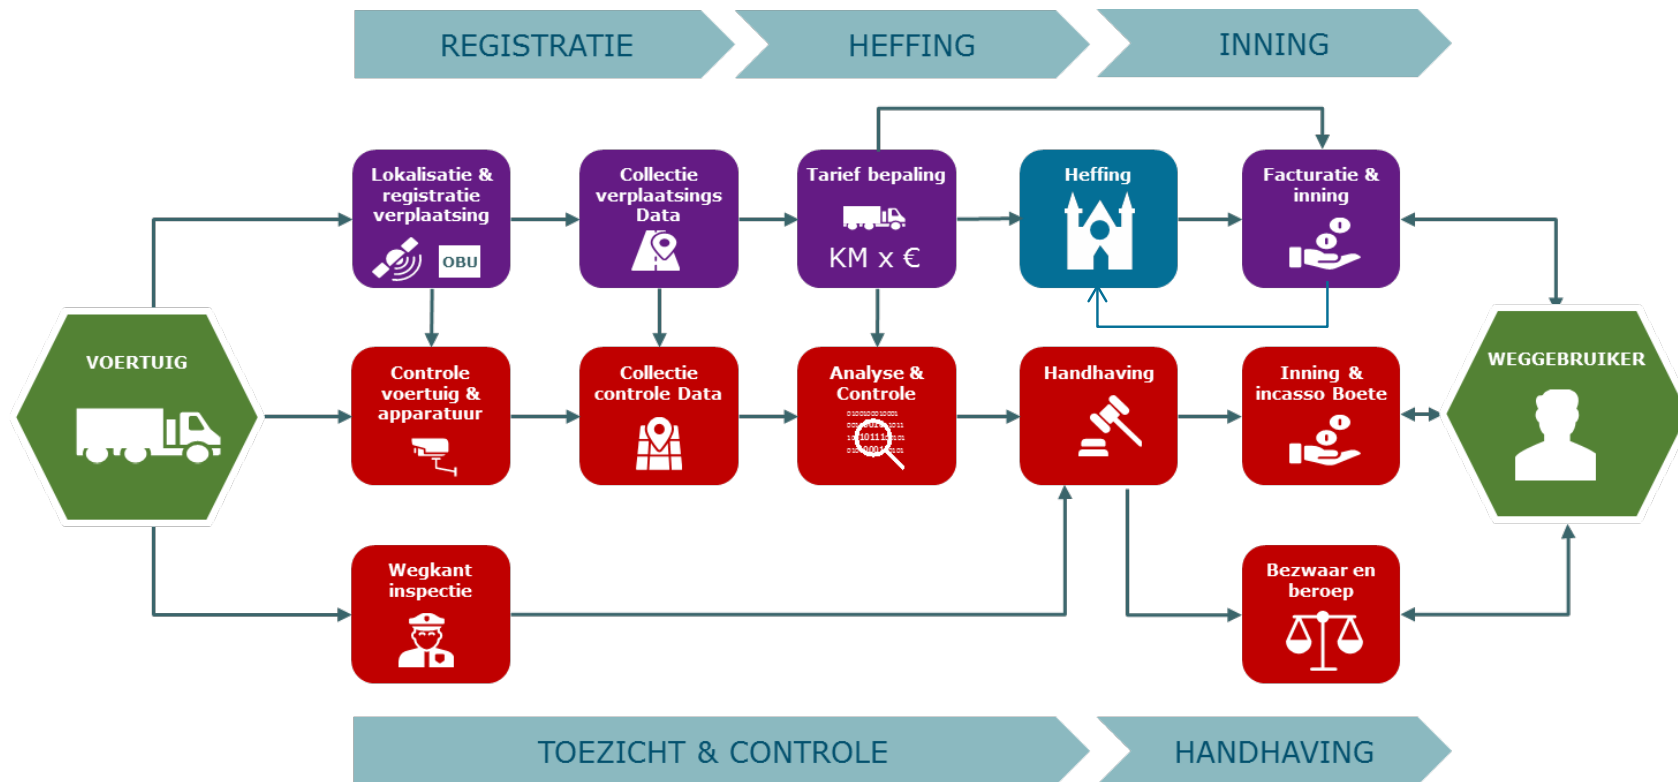 REGISTRATIE
HEFFING
INNING
Lokalisatie &
registratie
verplaatsing
OBU
Collectie
verplaatsings
Data
Tarief bepaling
KM x €
Heffing
Facturatie &
inning
VOERTUIG
Controle
voertuig &
apparatuur
Collectie
controle Data
Analyse &
Controle
0100100010001
Handhaving
Inning &
incasso Boete
WEGGEBRUIKER
Wegkant
inspectie
Bezwaar en
beroep
TOEZICHT & CONTROLE
HANDHAVING